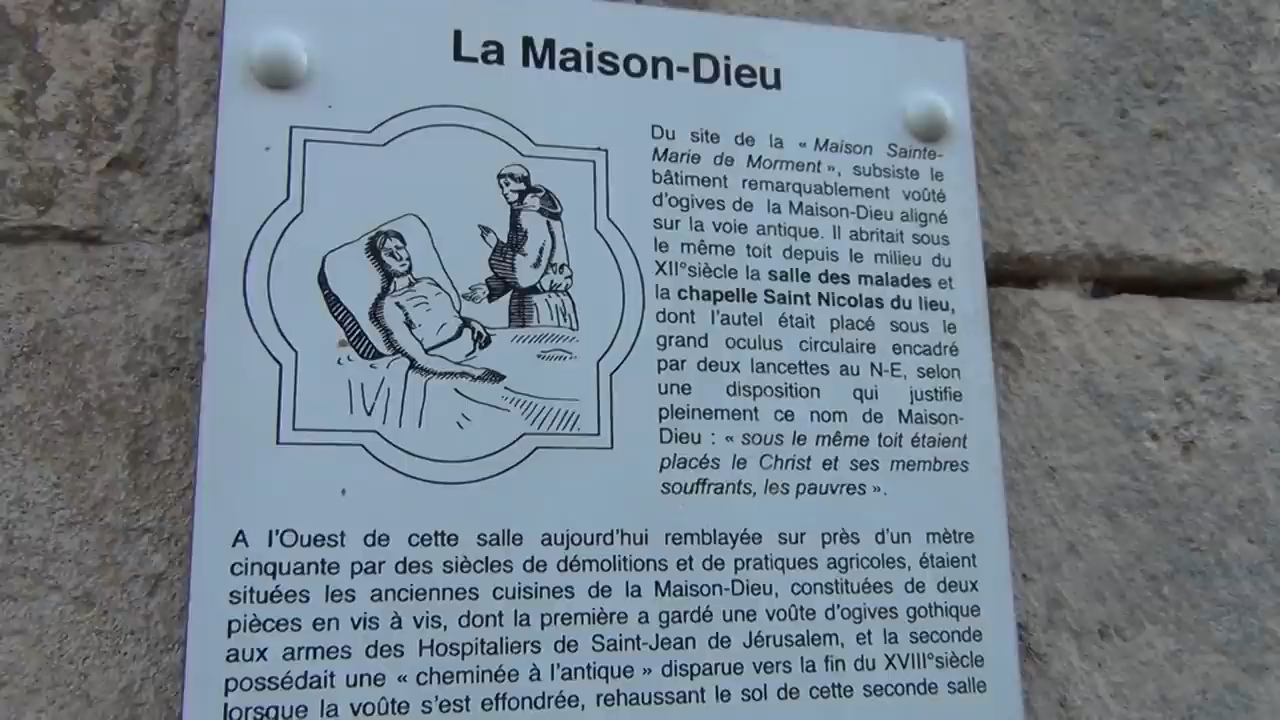 La Maison-Dieu
Du site de la « Maison Sainte-
Marie de Morment », subsiste le
bâtiment remarquablement voûté
d'ogives de la Maison-Dieu aligné
sur la voie antique. Il abritait sous
le même toit depuis le milieu du
XII°siècle la salle des malades et
la chapelle Saint Nicolas du lieu,
dont l'autel était placé sous le
grand oculus circulaire encadré
par deux lancettes au N-E, selon
une disposition qui justifie
pleinement ce nom de Maison-
Dieu : « sous le même toit étaient
placés le Christ et ses membres
souffrants, les pauvres ».
A l'Ouest de cette salle aujourd'hui remblayée sur près d'un mètre
cinquante par des siècles de démolitions et de pratiques agricoles, étaient
situées les anciennes cuisines de la Maison-Dieu, constituées de deux
pièces en vis à vis, dont la première a gardé une voûte d'ogives gothique
aux armes des Hospitaliers de Saint-Jean de Jérusalem, et la seconde
possédait une « cheminée à l'antique » disparue vers la fin du XVIII°siècle
lorsque la voûte s'est effondrée, rehaussant le sol de cette seconde salle